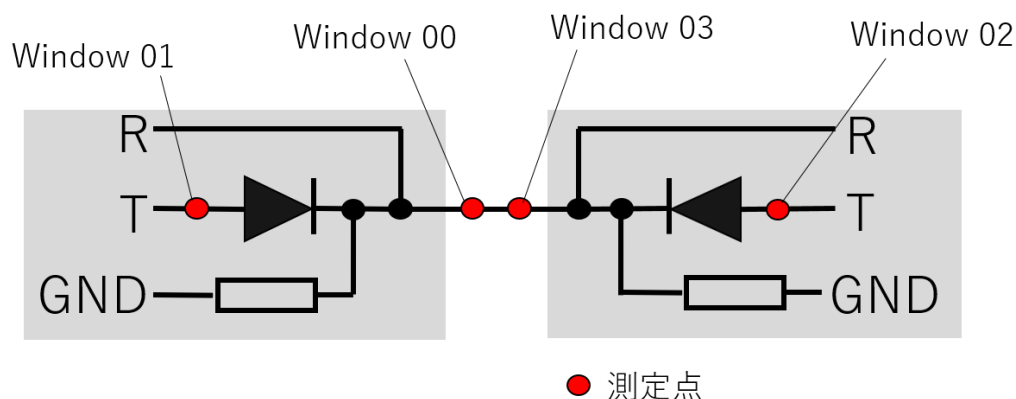 Window 01
Window 00
Window 03
Window 02
R
R
T
T
GND
GND
測定点